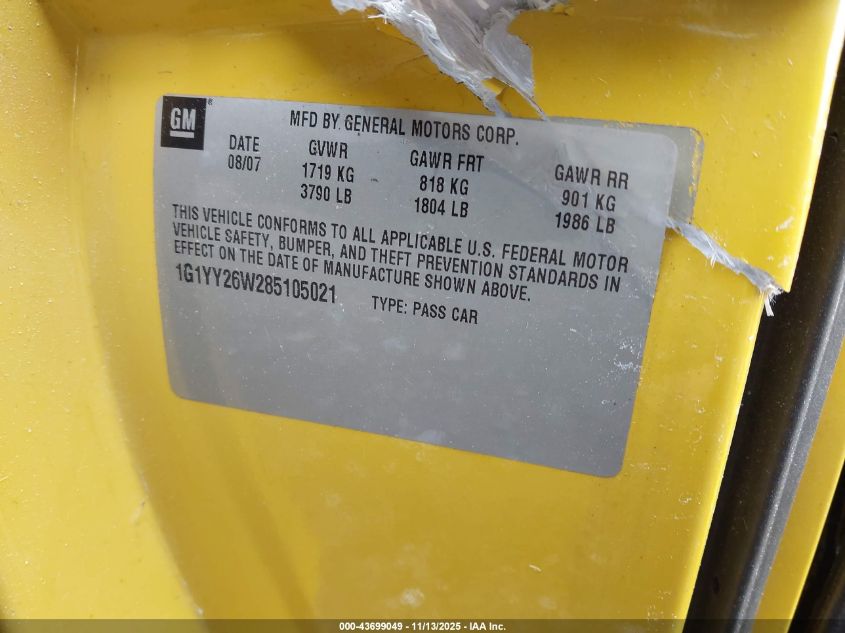 GM ®
MFD BY GENERAL MOTORS CORP.
DATE GVWR GAWR FRT GAWR RR
08/07 1719 KG 818 KG 901 KG
3790 LB 1804 LB 1986 LB
THIS VEHICLE CONFORMS TO ALL APPLICABLE U.S. FEDERAL MOTOR
VEHICLE SAFETY, BUMPER, AND THEFT PREVENTION STANDARDS IN
EFFECT ON THE DATE OF MANUFACTURE SHOWN ABOVE.
1G1YY26W285105021 TYPE: PASS CAR
000-43699049 - 11/13/2025 - IAA Inc.